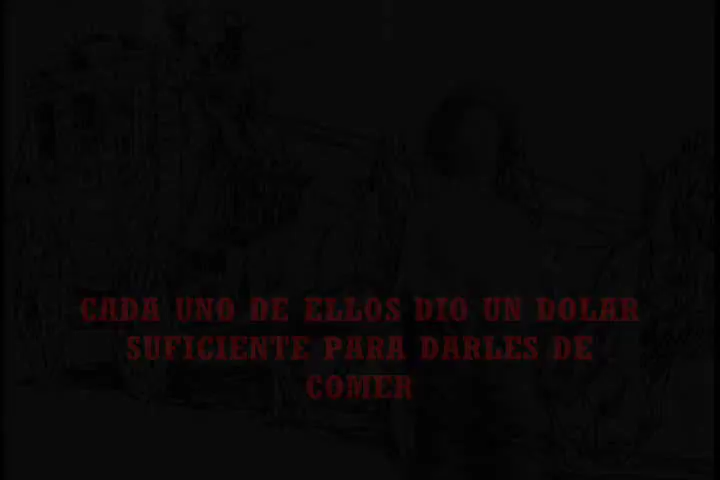 CADA UNO DE ELLOS DIO UN DOLAR
SUFICIENTE PARA DARLES DE
COMER